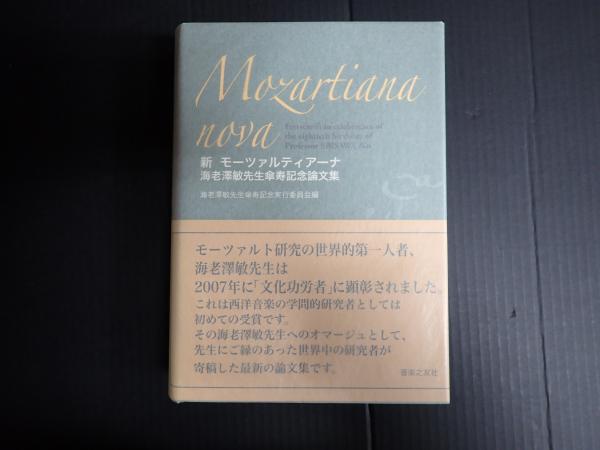 Mozartiana
nova
Festschrift in celebration of
the eightieth birthday of
Professor EBISAWA, Bin
新 モーツァルティアーナ
海老澤敏先生傘寿記念論文集
海老澤敏先生傘寿記念実行委員会編
モーツァルト研究の世界的第一人者、
海老澤敏先生は
2007年に「文化功労者」に顕彰されました。
これは西洋音楽の学問的研究者としては
初めての受賞です。
その海老澤敏先生へのオマージュとして、
先生にご縁のあった世界中の研究者が
寄稿した最新の論文集です。
音楽之友社